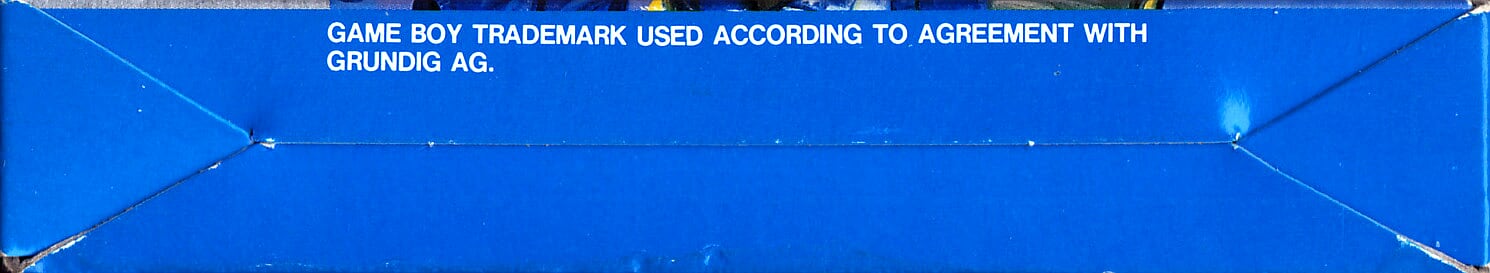 GAME BOY TRADEMARK USED ACCORDING TO AGREEMENT WITH
GRUNDIG AG.